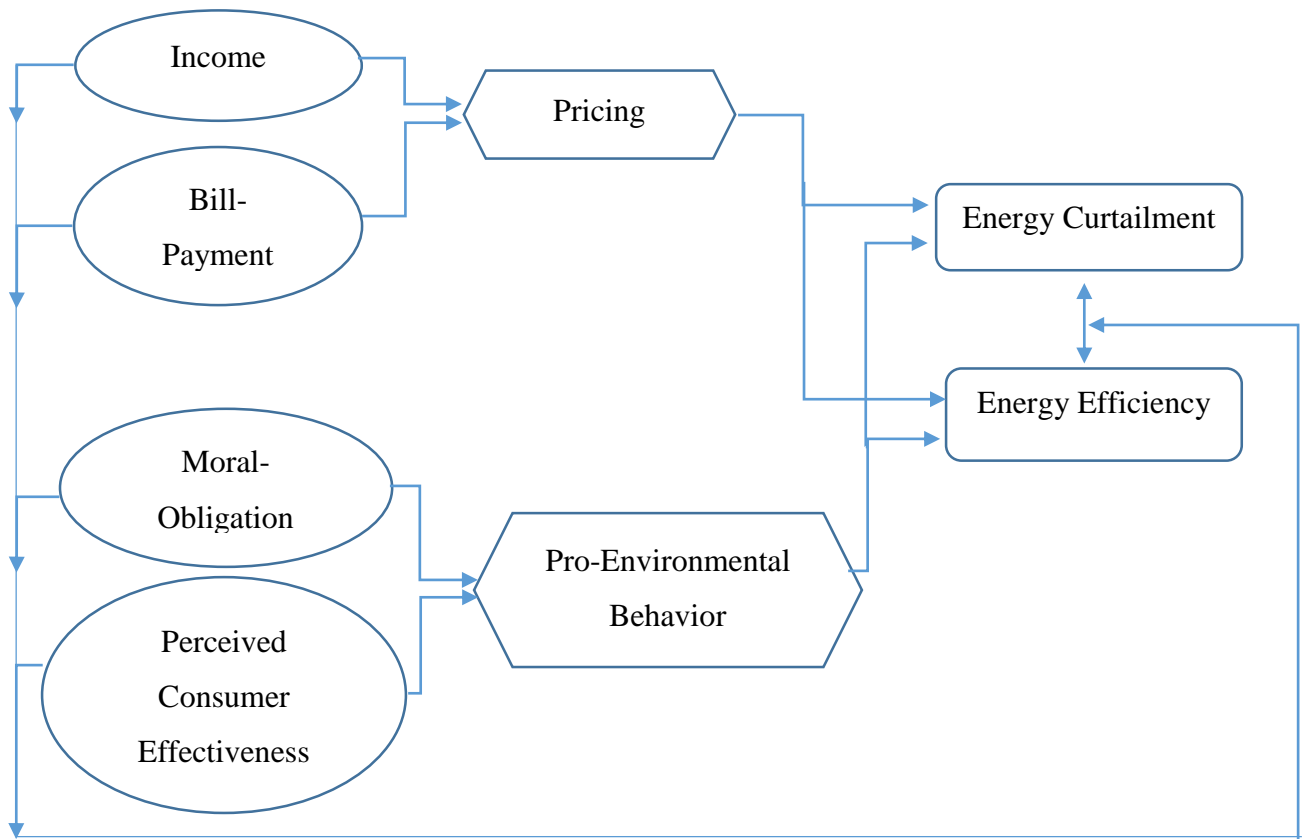 Income
Pricing
Bill-
Payment
Energy Curtailment
Energy Efficiency
Moral-
Obligation
Pro-Environmental
Behavior
Perceived
Consumer
Effectiveness